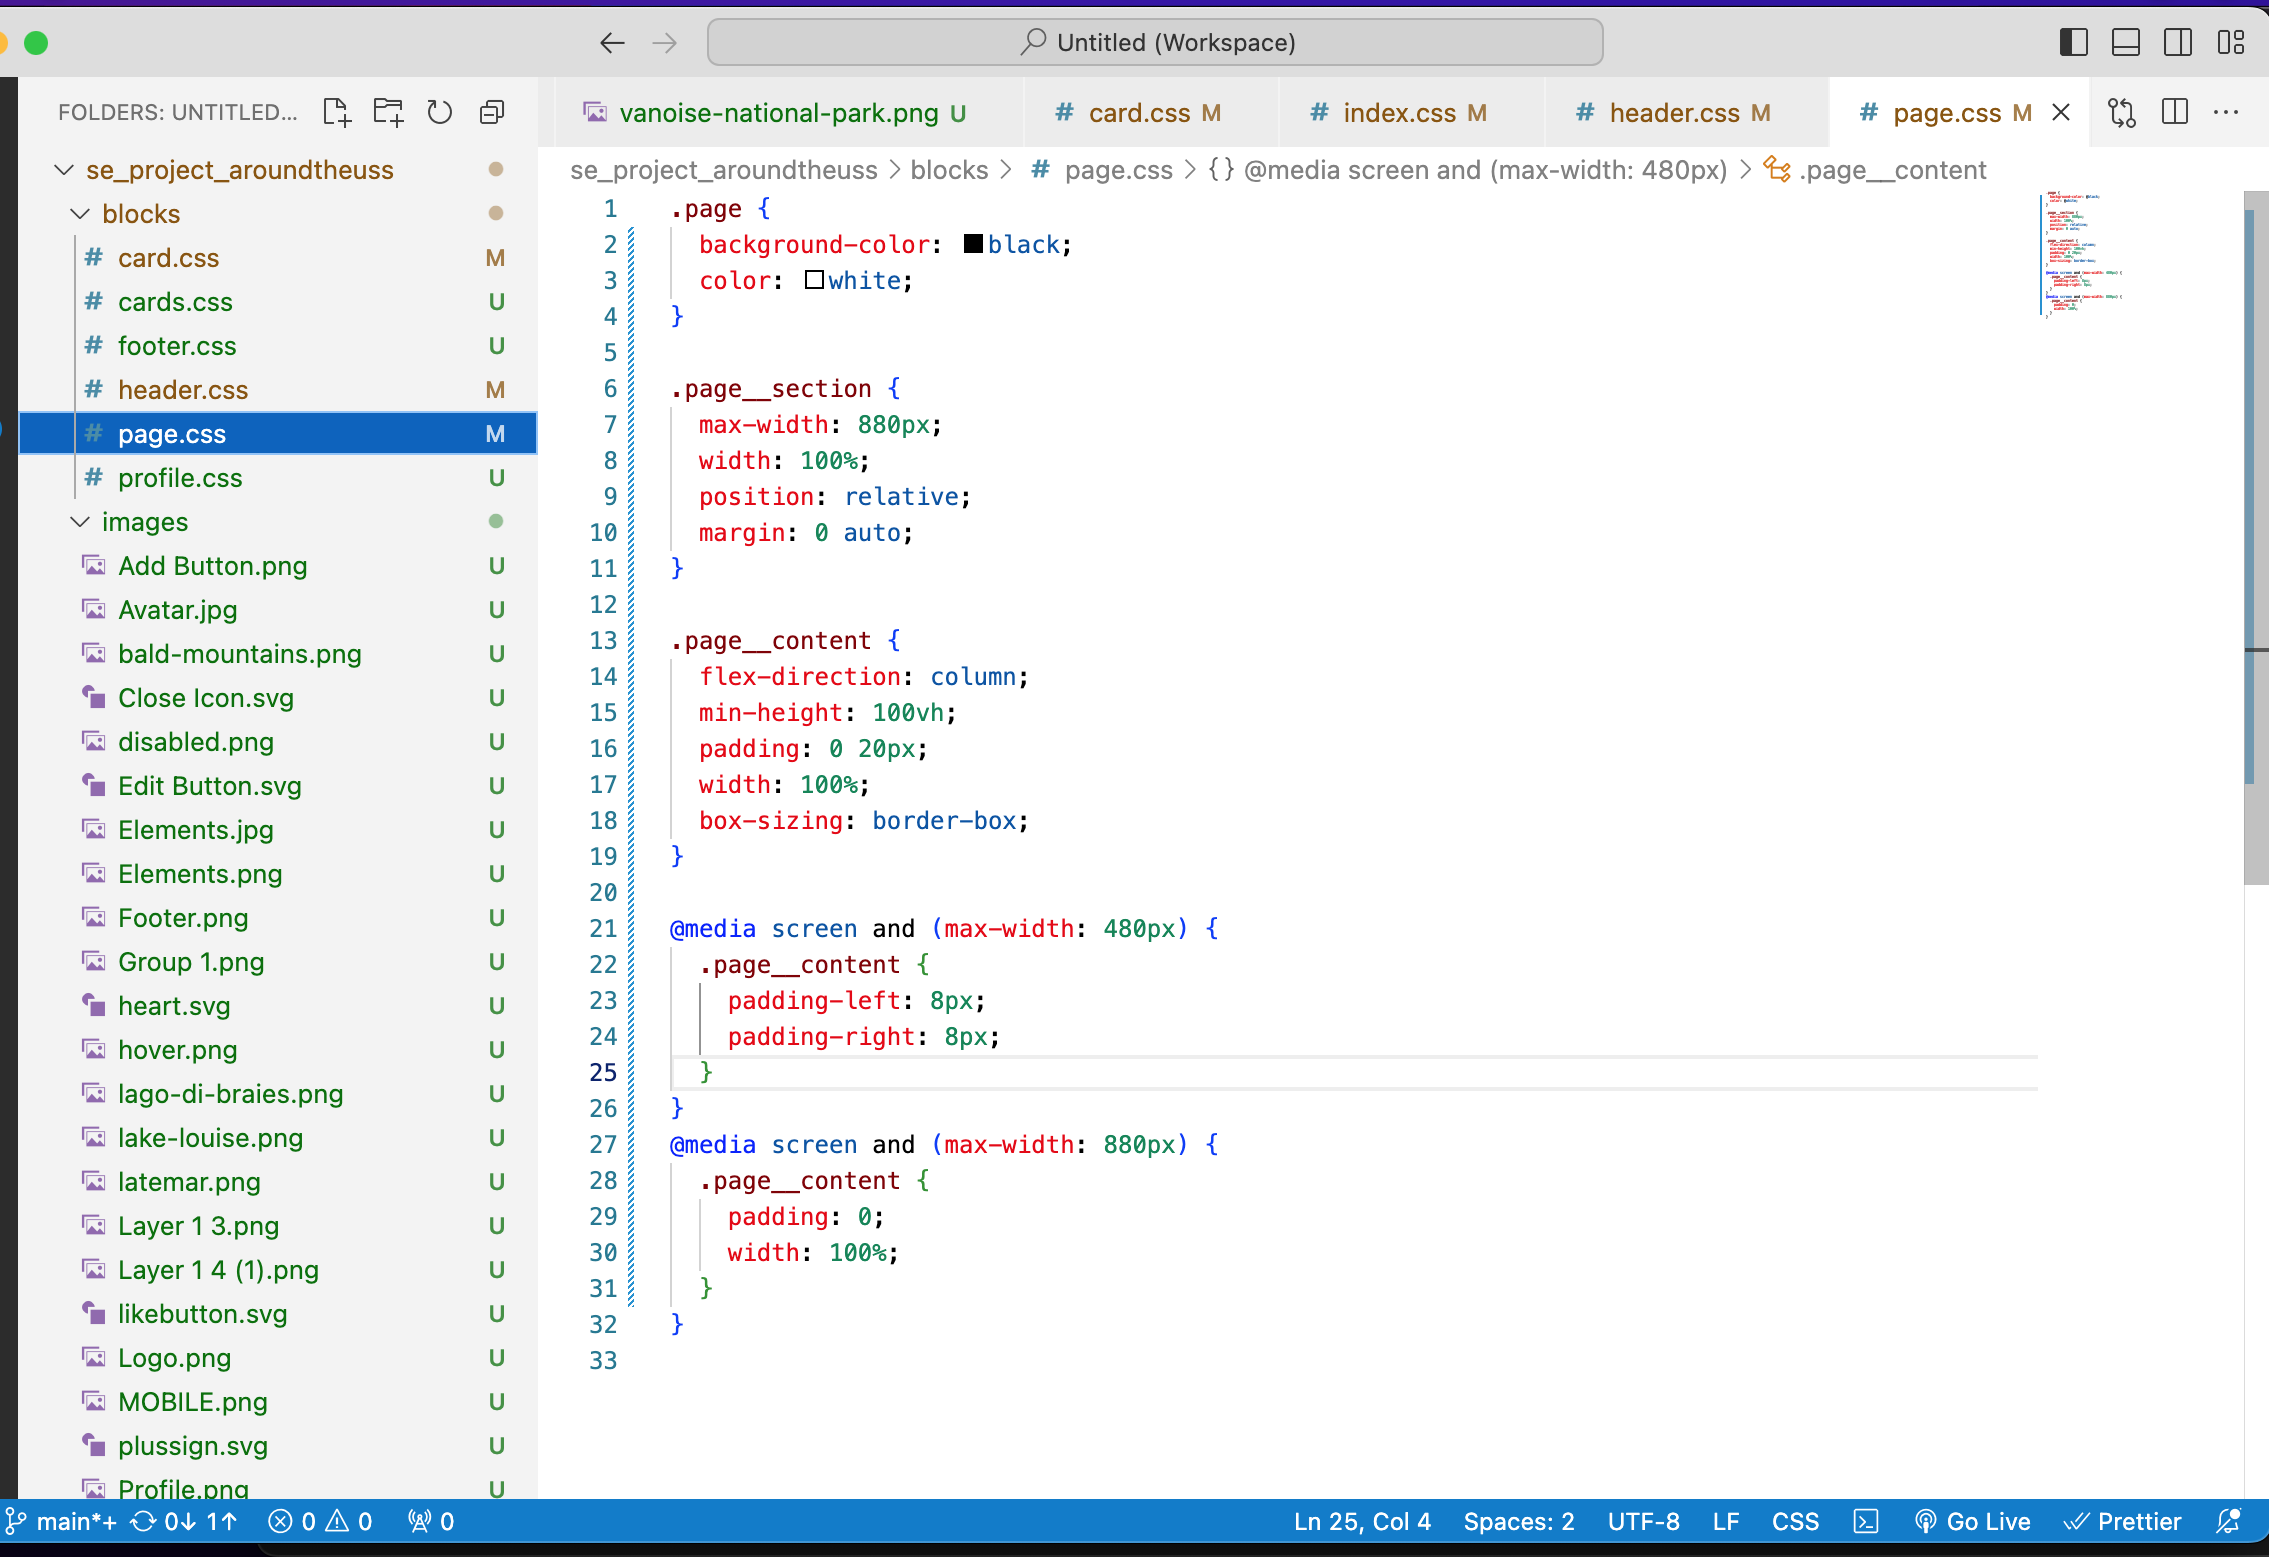 Untitled (Workspace)
FOLDERS: UNTITLED...
se_project_aroundtheuss
blocks
# card.css M
# cards.css U
# footer.css U
# header.css M
# page.css M
# profile.css U
images
Add Button.png U
Avatar.jpg U
bald-mountains.png U
Close Icon.svg U
disabled.png U
Edit Button.svg U
Elements.jpg U
Elements.png U
Footer.png U
Group 1.png U
heart.svg U
hover.png U
lago-di-braies.png U
lake-louise.png U
latemar.png U
Layer 1 3.png U
Layer 1 4 (1).png U
likebutton.svg U
Logo.png U
MOBILE.png U
plussign.svg U
Profile.png U
vanoise-national-park.png U # card.css M # index.css M # header.css M # page.css M
se_project_aroundtheuss > blocks > # page.css > {} @media screen and (max-width: 480px) > .page__content
1 .page {
2 background-color: black;
3 color: white;
4 }
5
6 .page__section {
7 max-width: 880px;
8 width: 100%;
9 position: relative;
10 margin: 0 auto;
11 }
12
13 .page__content {
14 flex-direction: column;
15 min-height: 100vh;
16 padding: 0 20px;
17 width: 100%;
18 box-sizing: border-box;
19 }
20
21 @media screen and (max-width: 480px) {
22 .page__content {
23 padding-left: 8px;
24 padding-right: 8px;
25 }
26 }
27 @media screen and (max-width: 880px) {
28 .page__content {
29 padding: 0;
30 width: 100%;
31 }
32 }
33
main*+ 0↓ 1↑ 0 0 0 Ln 25, Col 4 Spaces: 2 UTF-8 LF CSS Go Live Prettier